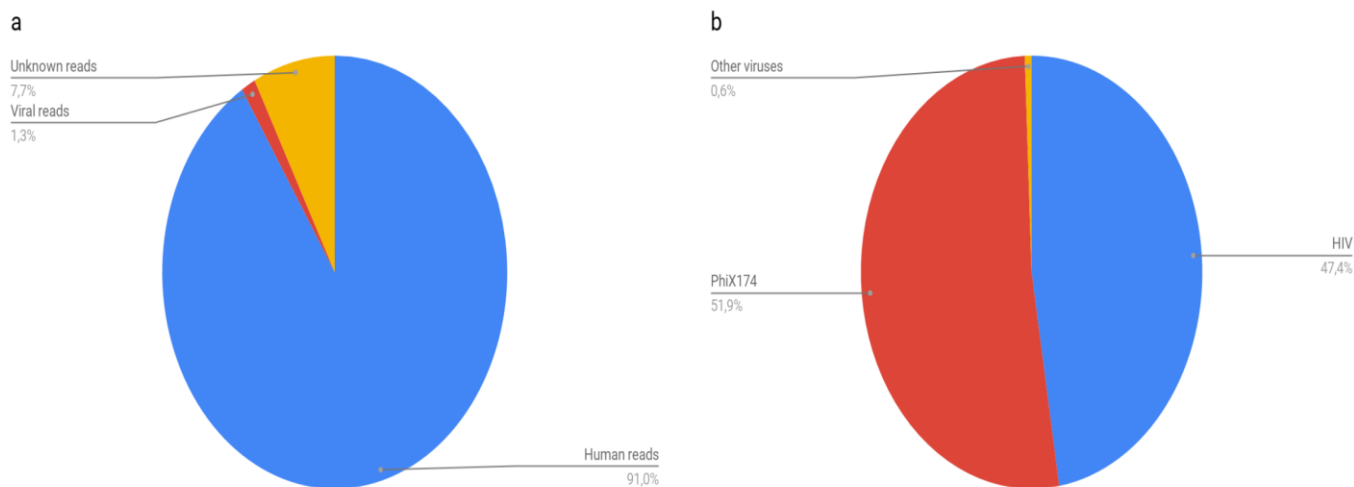 a
Unknown reads
7,7%
Viral reads
1,3%
Human reads
91,0%
b
Other viruses
0,6%
HIV
47,4%
PhiX174
51,9%